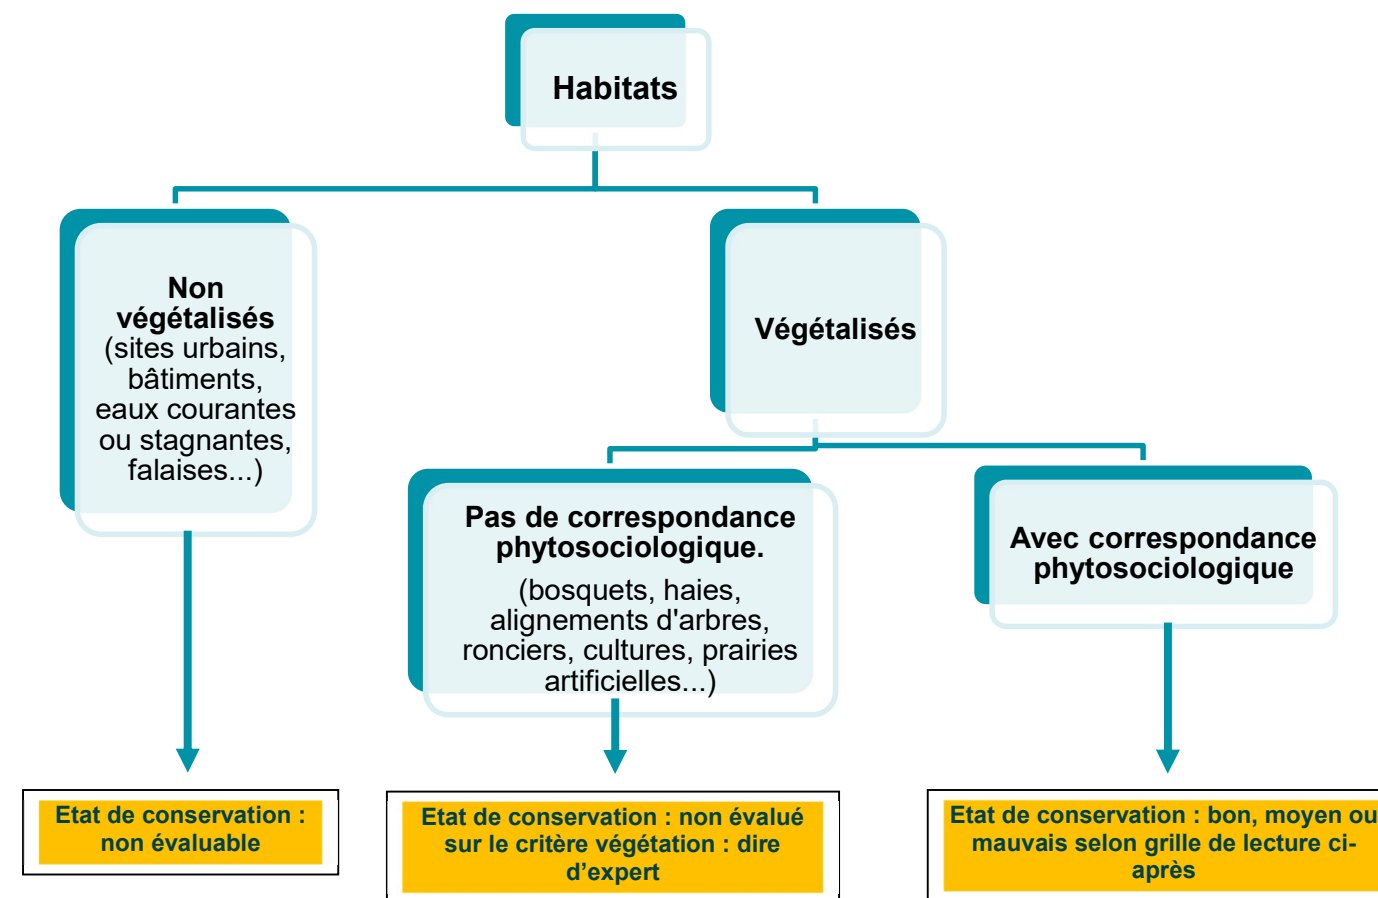 Habitats
Non
végétalisés
(sites urbains,
bâtiments,
eaux courantes
ou stagnantes,
falaises...)
Végétalisés
Pas de correspondance
phytosociologique.
(bosquets, haies,
alignements d'arbres,
ronciers, cultures, prairies
artificielles...)
Avec correspondance
phytosociologique
Etat de conservation :
non évaluable
Etat de conservation : non évalué
sur le critère végétation : dire
d’expert
Etat de conservation : bon, moyen ou
mauvais selon grille de lecture ci-
après